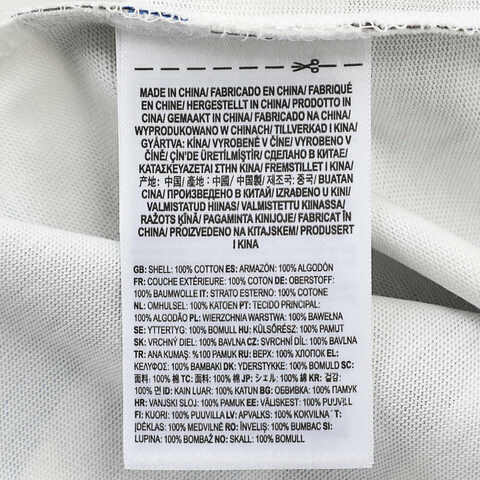 MADE IN CHINA/ FABRICADO EN CHINA/ FABRIQUÉ
EN CHINE/ HERGESTELLT IN CHINA/ PRODOTTO IN
CINA/ GEMAAKT IN CHINA/ FABRICADO NA CHINA/
WYPRODUKOWANO W CHINACH/ TILLVERKAD I KINA/
GYÁRTVA: KÍNA/ VYROBENÉ V ČÍNE/ VYROBENO V
ČÍNĚ/ ÇİN'DE ÜRETİLMİŞTİR/ СДЕЛАНО В КИТАЕ/
ΚΑΤΑΣΚΕΥΑΖΕΤΑΙ ΣΤΗΝ ΚΙΝΑ/ FREMSTILLET I KINA/
产地：中国/ 產地：中國/ 中国製/ 제조국: 중국/ BUATAN
CINA/ ПРОИЗВЕДЕНО В КИТАЙ/ IZRAĐENO U KINI/
VALMISTATUD HIINAS/ VALMISTETTU KIINASSA/
RAŽOTS ĶĪNĀ/ PAGAMINTA KINIJOJE/ FABRICAT ÎN
CHINA/ PROIZVEDENO NA KITAJSKEM/ PRODUSERT
I KINA
GB: SHELL: 100% COTTON ES: ARMAZÓN: 100% ALGODÓN
FR: COUCHE EXTÉRIEURE: 100% COTON DE: OBERSTOFF:
100% BAUMWOLLE IT: STRATO ESTERNO: 100% COTONE
NL: OMHULSEL: 100% KATOEN PT: TECIDO PRINCIPAL:
100% ALGODÃO PL: WIERZCHNIA WARSTWA: 100% BAWEŁNA
SE: YTTERTYG: 100% BOMULL HU: KÜLSŐRÉSZ: 100% PAMUT
SK: VRCHNÝ DIEL: 100% BAVLNA CZ: SVRCHNÍ DÍL: 100% BAVLNA
TR: ANA KUMAŞ: %100 PAMUK RU: ВЕРХ: 100% ХЛОПОК EL:
ΚΕΛΥΦΟΣ: 100% ΒΑΜΒΑΚΙ DK: YDERSTYKKE: 100% BOMULD SC:
面料: 100% 棉 TC: 面料: 100% 棉 JP: シェル: 100% 綿 KR: 겉감:
100% 면 ID: KAIN LUAR: 100% KATUN BG: ОБВИВКА: 100% ПАМУК
HR: VANJSKI SLOJ: 100% PAMUK EE: VÄLISKEST: 100% PUUVILL
FI: KUORI: 100% PUUVILLA LV: APVALKS: 100% KOKVILNA LT:
ĮDĖKLAS: 100% MEDVILNĖ RO: ÎNVELIŞ: 100% BUMBAC SI:
LUPINA: 100% BOMBAŽ NO: SKALL: 100% BOMULL